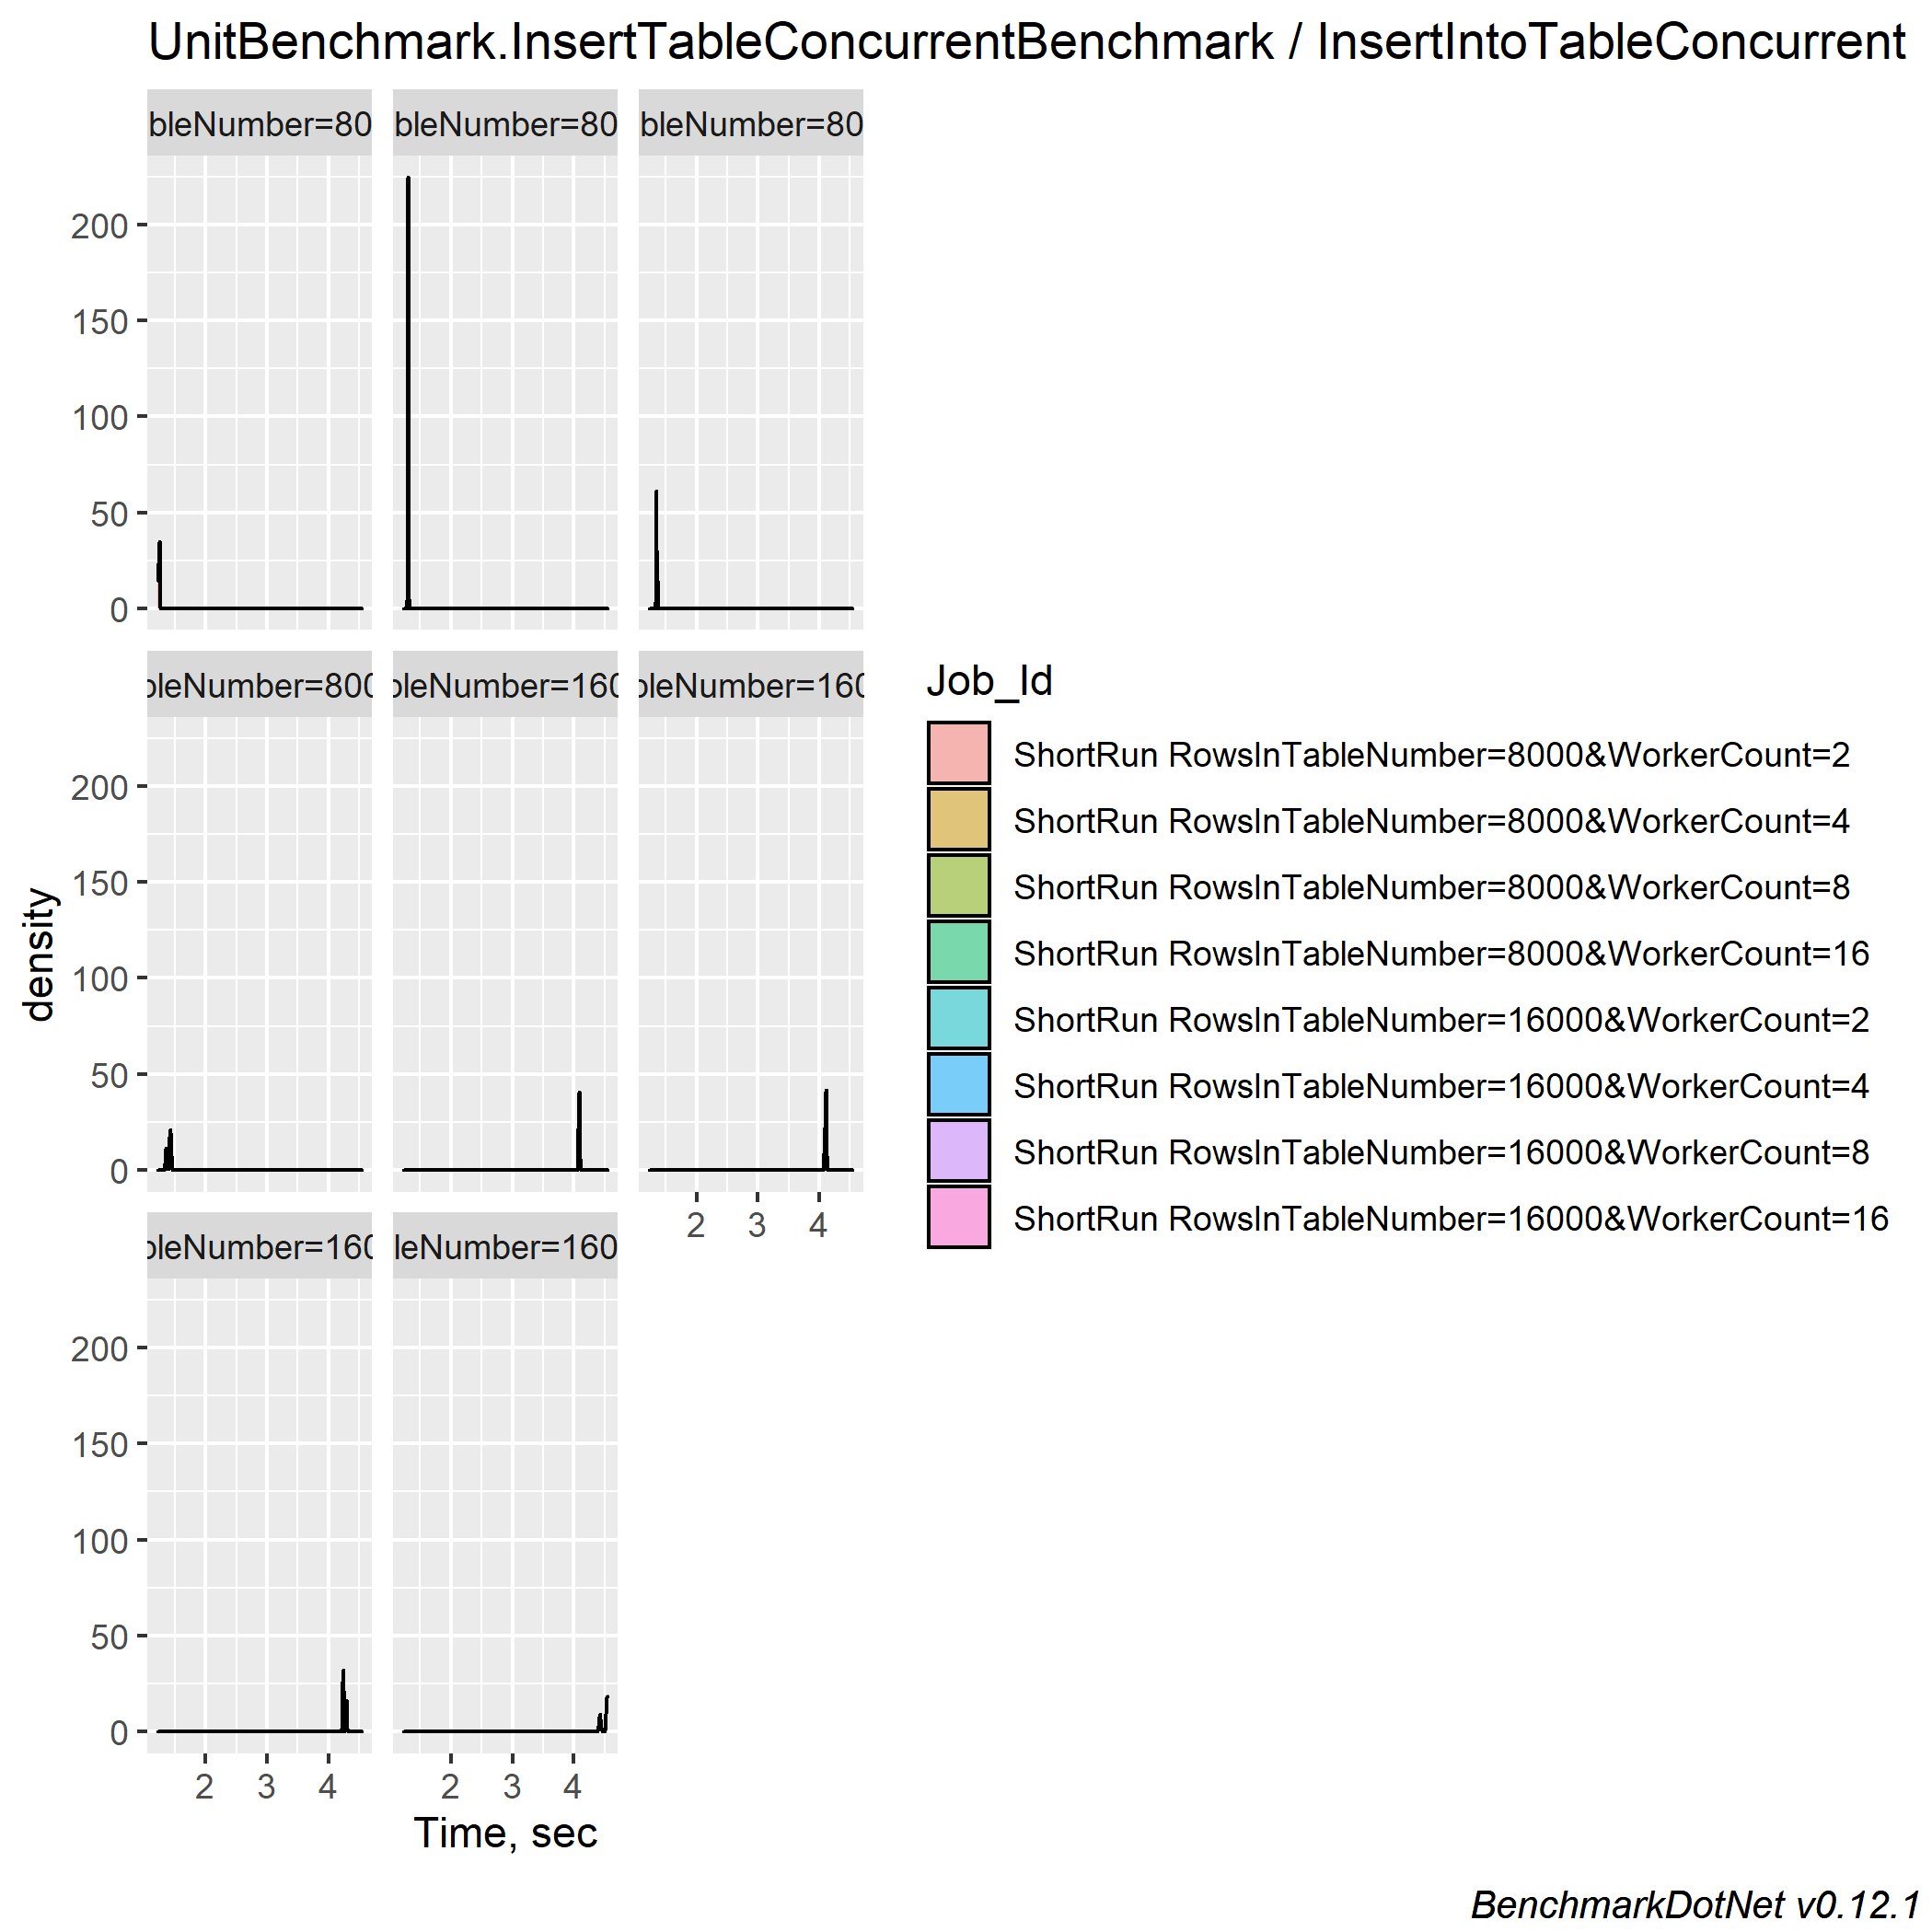 UnitBenchmark.InsertTableConcurrentBenchmark / InsertIntoTableConcurrent
bleNumber=80 bleNumber=80 bleNumber=80
200
150
100
50
0
bleNumber=800 bleNumber=160 bleNumber=160
200
150
100
50
0
2 3 4
bleNumber=160 leNumber=160
200
150
100
50
0
2 3 4 2 3 4
Time, sec
density
Job_Id
ShortRun RowsInTableNumber=8000&WorkerCount=2
ShortRun RowsInTableNumber=8000&WorkerCount=4
ShortRun RowsInTableNumber=8000&WorkerCount=8
ShortRun RowsInTableNumber=8000&WorkerCount=16
ShortRun RowsInTableNumber=16000&WorkerCount=2
ShortRun RowsInTableNumber=16000&WorkerCount=4
ShortRun RowsInTableNumber=16000&WorkerCount=8
ShortRun RowsInTableNumber=16000&WorkerCount=16
BenchmarkDotNet v0.12.1